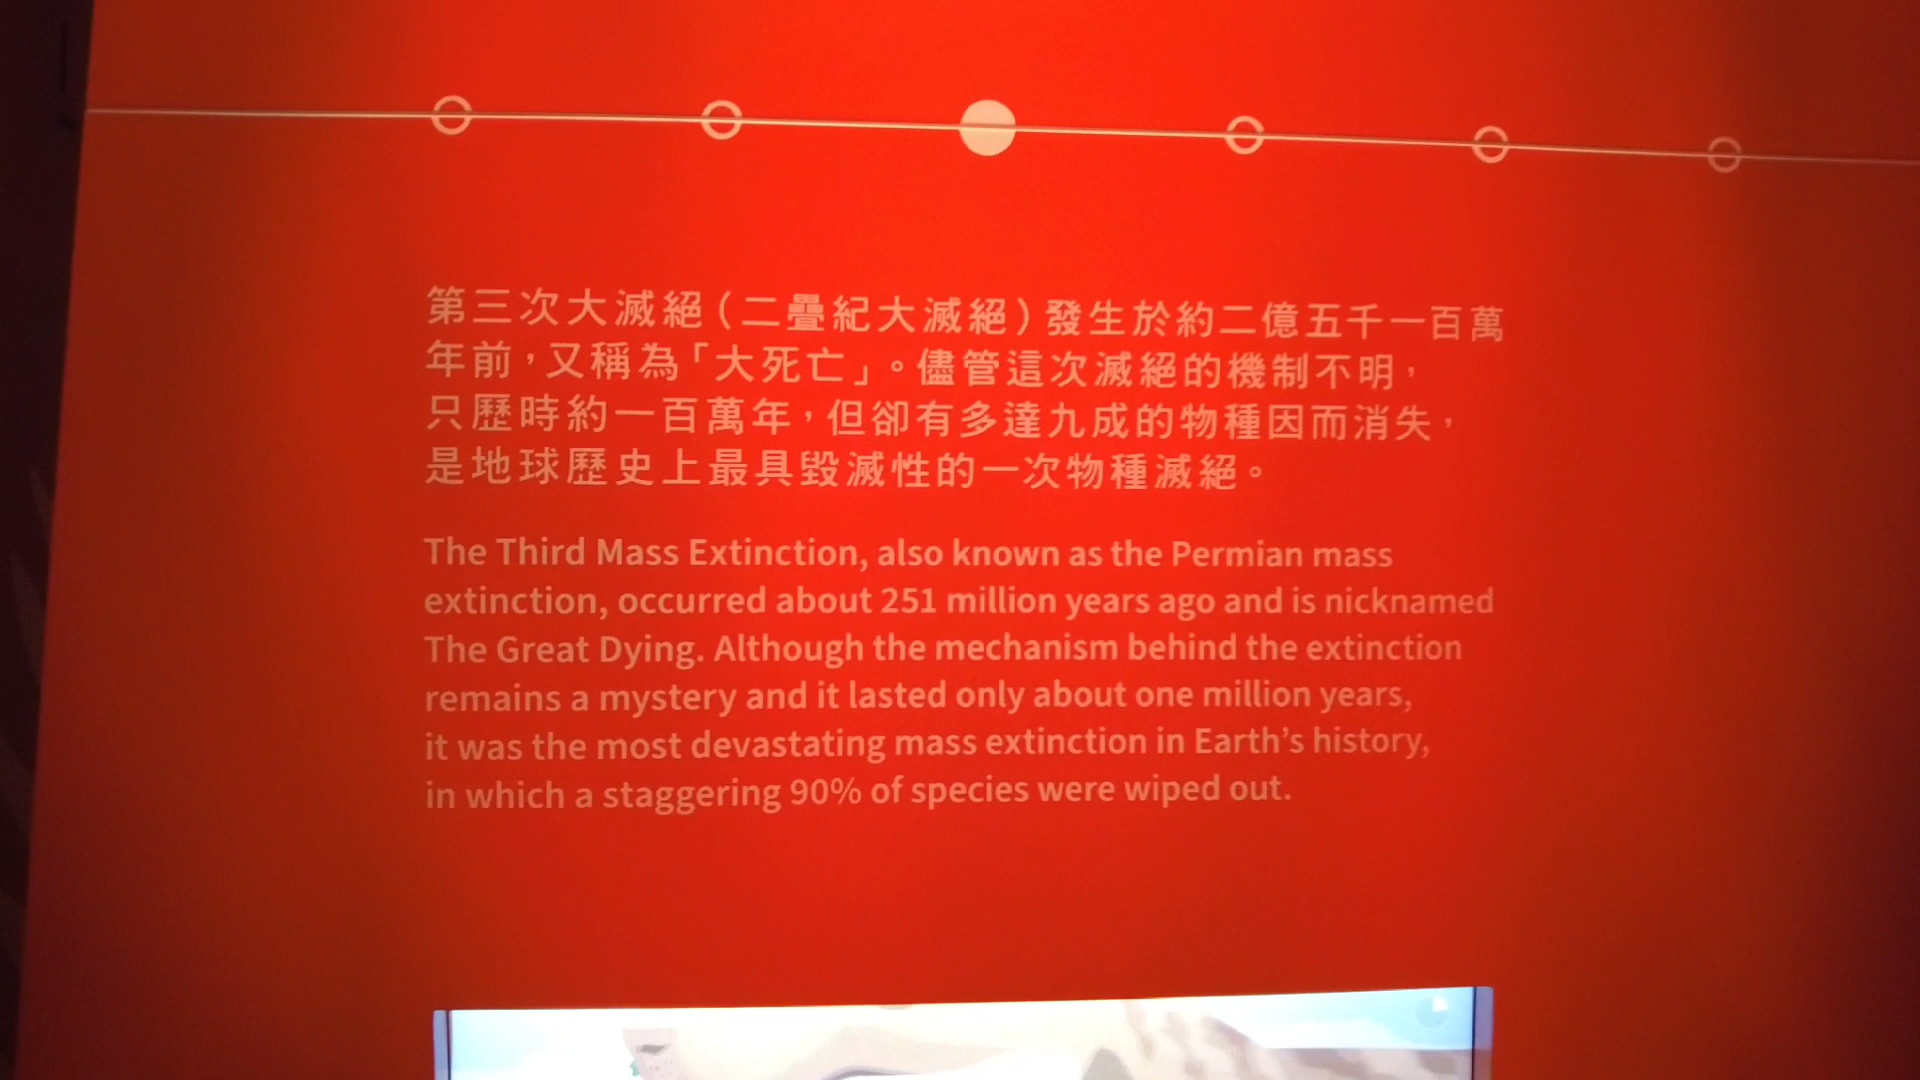 第三次大滅絕（二疊紀大滅絕）發生於約二億五千一百萬
年前，又稱為「大死亡」。儘管這次滅絕的機制不明，
只歷時約一百萬年，但卻有多達九成的物種因而消失，
是地球歷史上最具毀滅性的一次物種滅絕。
The Third Mass Extinction, also known as the Permian mass
extinction, occurred about 251 million years ago and is nicknamed
The Great Dying. Although the mechanism behind the extinction
remains a mystery and it lasted only about one million years,
it was the most devastating mass extinction in Earth's history,
in which a staggering 90% of species were wiped out.